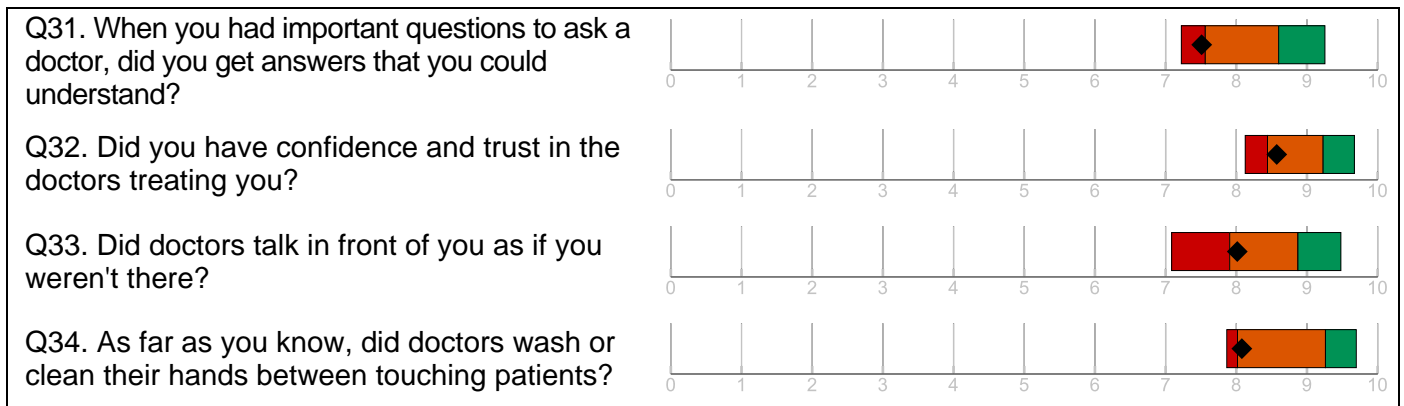 Q31. When you had important questions to ask a
doctor, did you get answers that you could
understand?
0 1 2 3 4 5 6 7 8 9 10
Q32. Did you have confidence and trust in the
doctors treating you?
0 1 2 3 4 5 6 7 8 9 10
Q33. Did doctors talk in front of you as if you
weren't there?
0 1 2 3 4 5 6 7 8 9 10
Q34. As far as you know, did doctors wash or
clean their hands between touching patients?
0 1 2 3 4 5 6 7 8 9 10